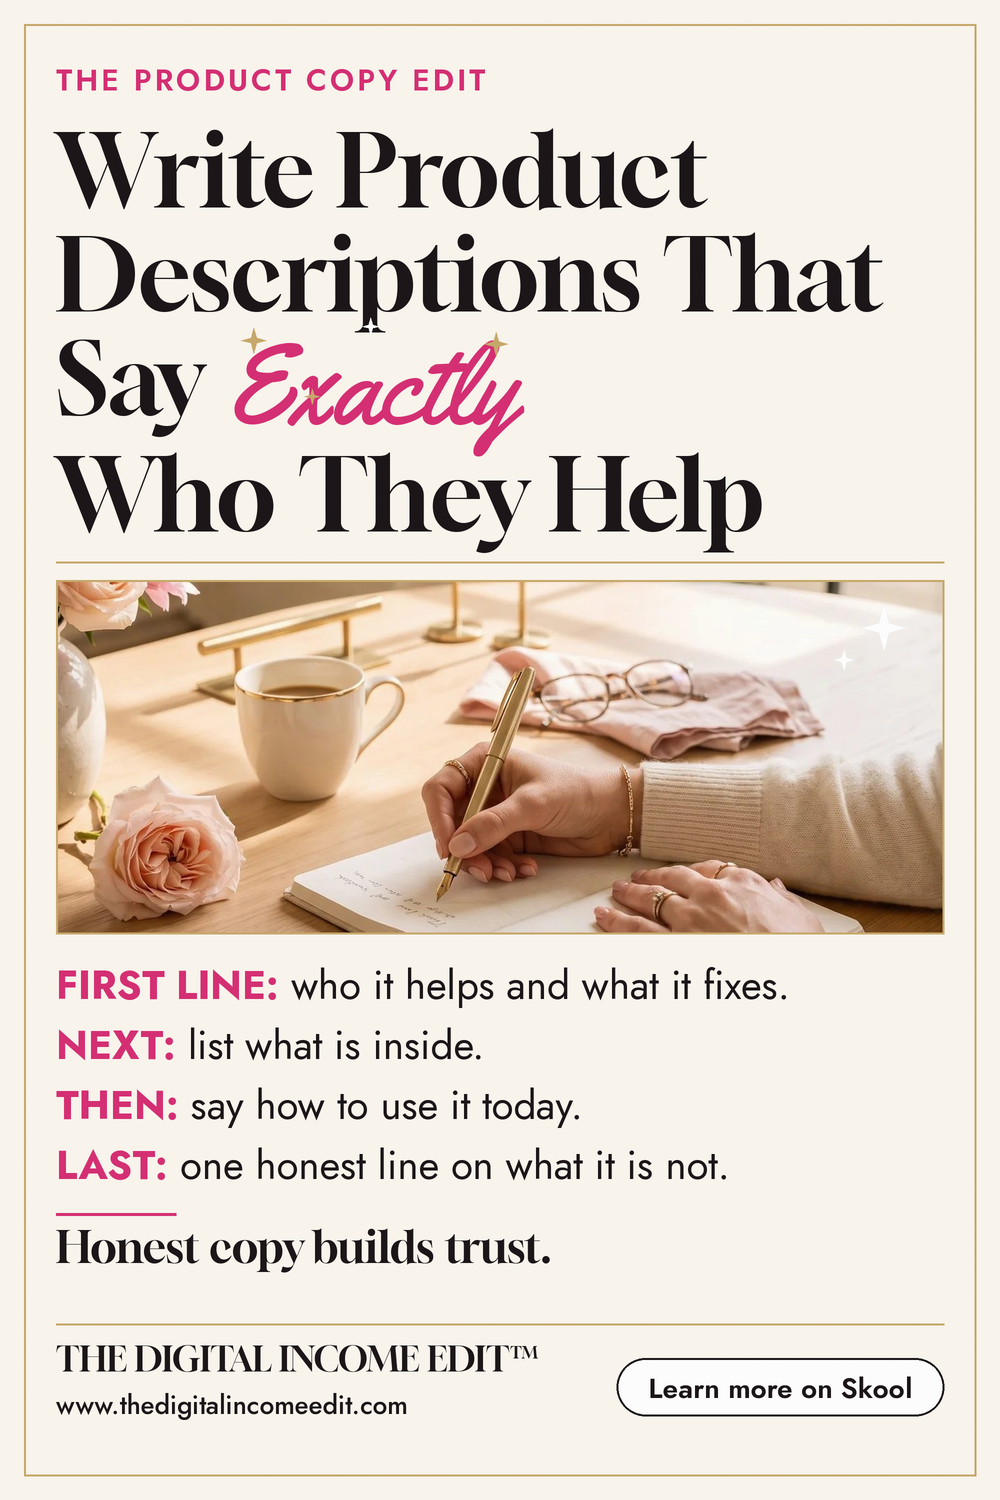 THE PRODUCT COPY EDIT
Write Product
Descriptions That
Say Exactly
Who They Help
FIRST LINE: who it helps and what it fixes.
NEXT: list what is inside.
THEN: say how to use it today.
LAST: one honest line on what it is not.
Honest copy builds trust.
THE DIGITAL INCOME EDIT™
www.thedigitalincomeedit.com
Learn more on Skool